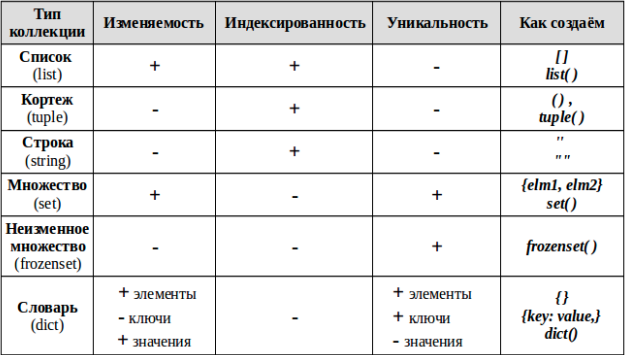 Тип коллекции	Изменяемость	Индексированность	Уникальность	Как создаём
Список (list)	+	+	-	[ ] list( )
Кортеж (tuple)	-	+	-	( ) , tuple( )
Строка (string)	-	+	-	'' ""
Множество (set)	+	-	+	{elm1, elm2} set( )
Неизменное множество (frozenset)	-	-	+	frozenset( )
Словарь (dict)	+ элементы - ключи + значения	-	+ элементы + ключи - значения	{ } {key: value,} dict()